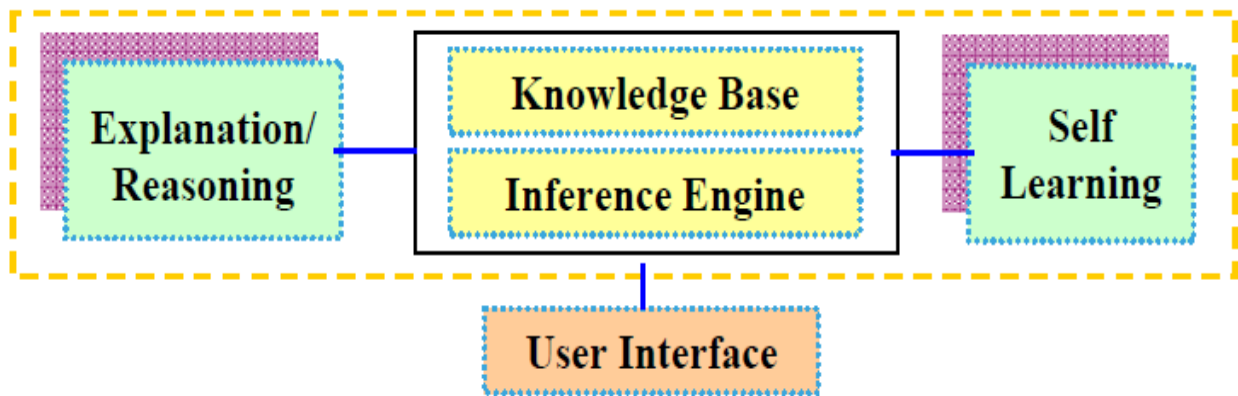 Explanation/
Reasoning
Knowledge Base
Inference Engine
Self
Learning
User Interface